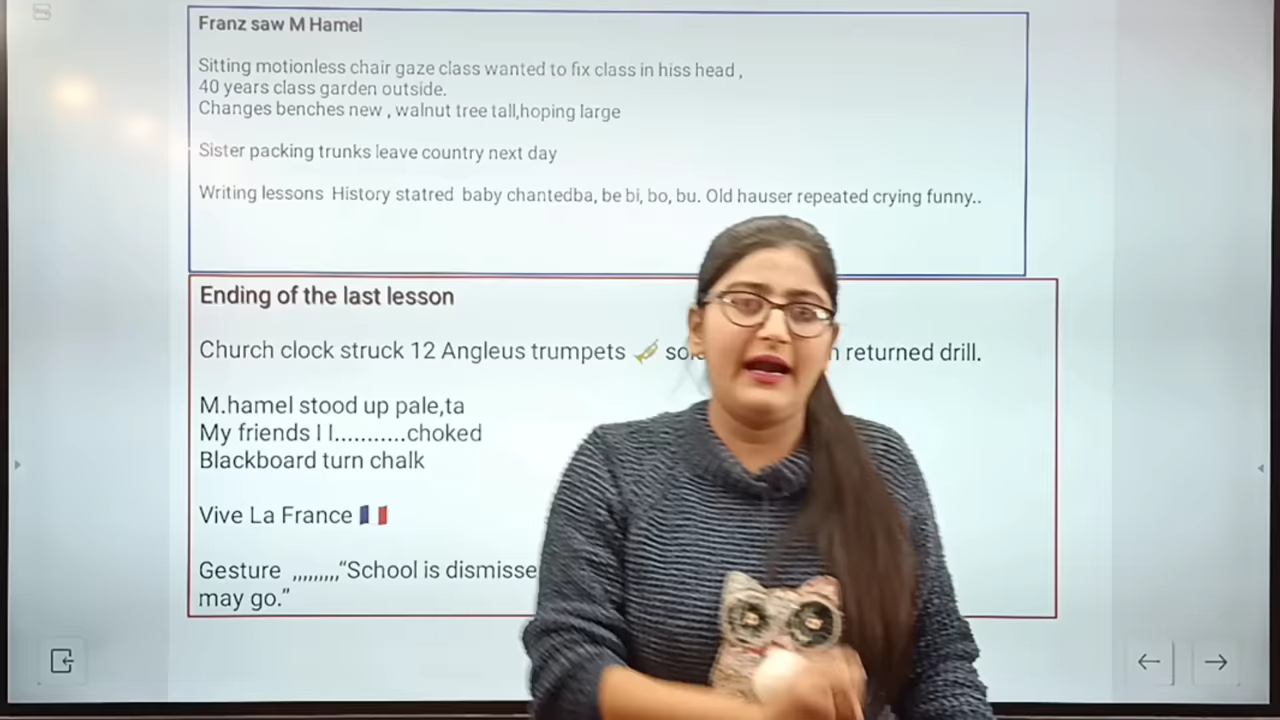 Franz saw M Hamel
Sitting motionless chair gaze class wanted to fix class in hiss head ,
40 years class garden outside.
Changes benches new , walnut tree tall,hoping large
Sister packing trunks leave country next day
Writing lessons History statred baby chantedba, be bi, bo, bu. Old hauser repeated crying funny..
Ending of the last lesson
Church clock struck 12 Angleus trumpets 🎺 returned drill.
M.hamel stood up pale,ta
My friends I I...........choked
Blackboard turn chalk
Vive La France 🇫🇷
Gesture ,,,,,,,,,“School is
may go.”